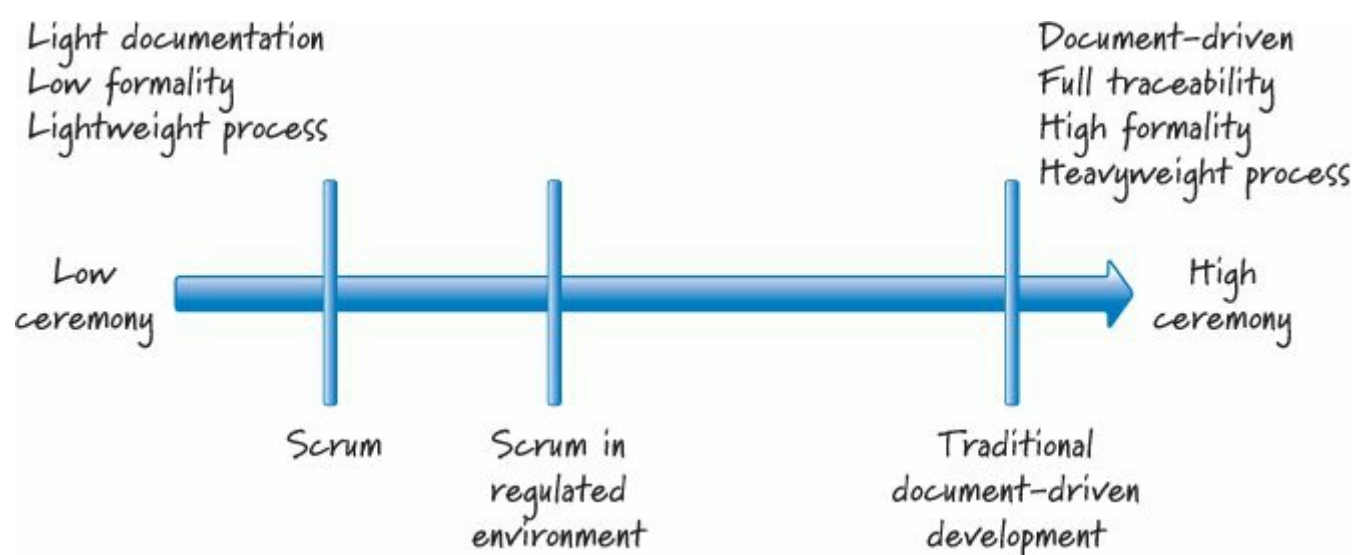 Light documentation
Low formality
Lightweight process
Document-driven
Full traceability
High formality
Heavyweight process
Low
ceremony
High
ceremony
Scrum
Scrum in
regulated
environment
Traditional
document-driven
development